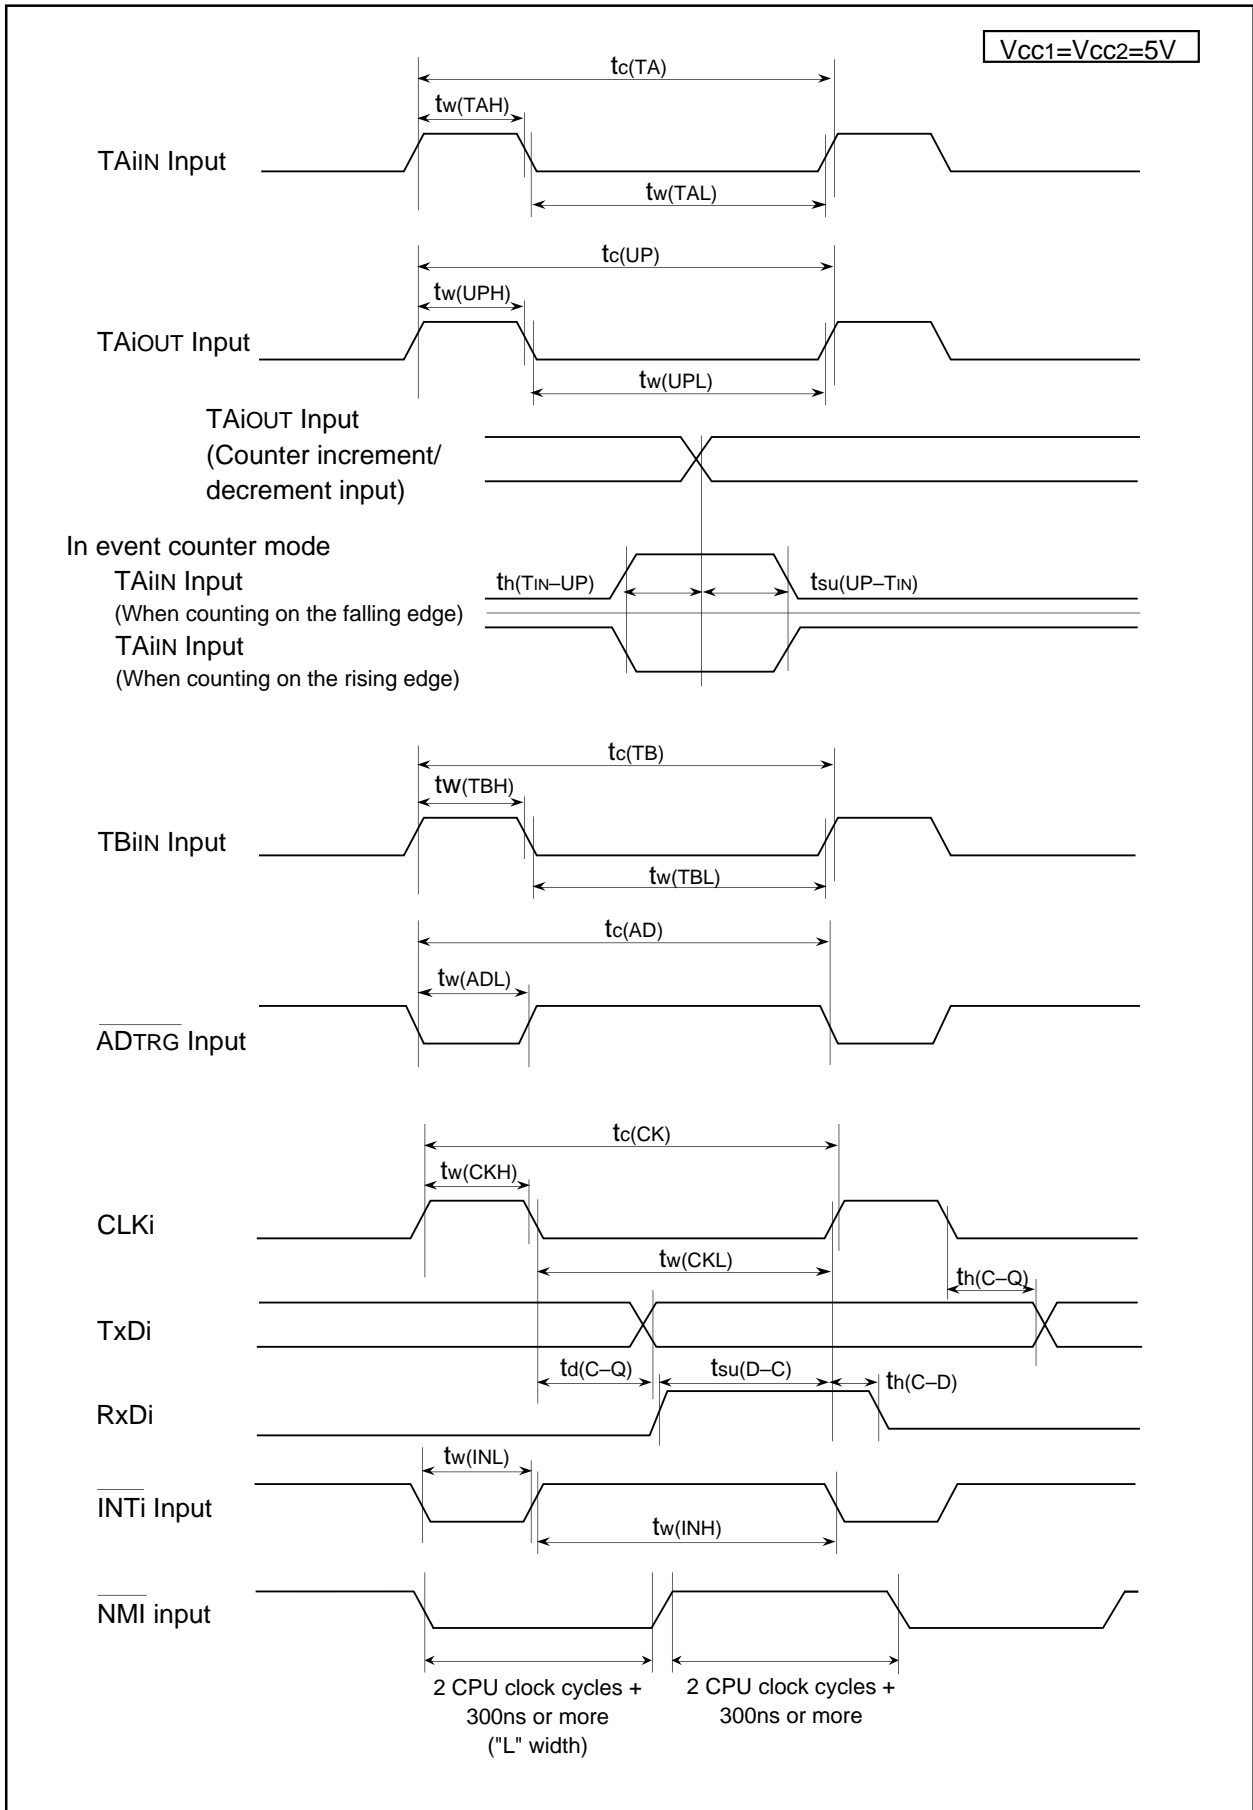 Vcc1=Vcc2=5V
tc(TA)
tw(TAH)
TAiIN Input
tw(TAL)
tc(UP)
tw(UPH)
TAiOUT Input
tw(UPL)
TAiOUT Input
(Counter increment/
decrement input)
In event counter mode
TAiIN Input
(When counting on the falling edge)
th(TIN–UP)
tsu(UP–TIN)
TAiIN Input
(When counting on the rising edge)
tc(TB)
tw(TBH)
TBiIN Input
tw(TBL)
tc(AD)
tw(ADL)
ADTRG Input
tc(CK)
tw(CKH)
CLKi
tw(CKL)
th(C–Q)
TxDi
td(C–Q)
tsu(D–C)
th(C–D)
RxDi
tw(INL)
INTi Input
tw(INH)
NMI input
2 CPU clock cycles +
300ns or more
("L" width)
2 CPU clock cycles +
300ns or more